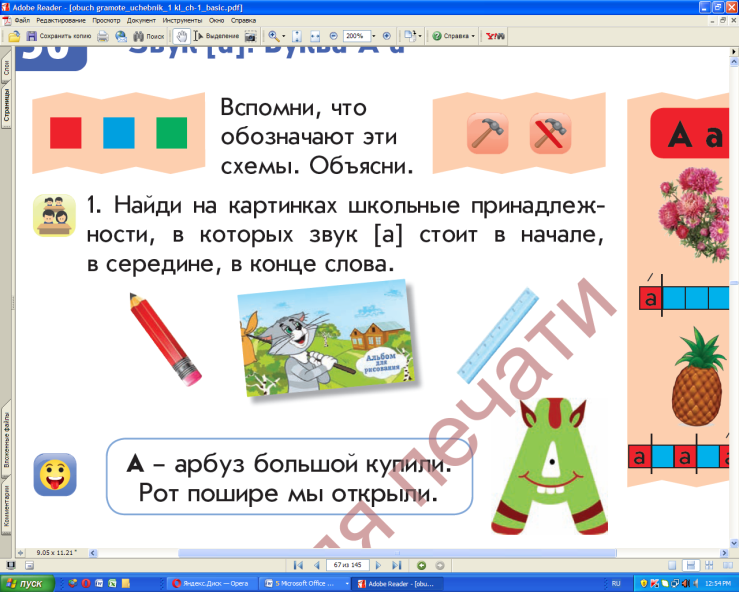 Adobe Reader - [obuch gramote_uchebnik_1 kl_ch-1_basic.pdf]
Файл Редактирование Просмотр Документ Инструменты Окно Справка
Сохранить копию Поиск Выделение 200% Справка Y!
Слои
Страницы
Вложенные файлы
Комментарии
30 Звук [а]. Буква А а
Вспомни, что
обозначают эти
схемы. Объясни.
А а
1. Найди на картинках школьные принадлеж-
ности, в которых звук [а] стоит в начале,
в середине, в конце слова.
а
Альбом
для
рисования
А – арбуз большой купили.
Рот пошире мы открыли.
а а а
ля печати
9.05 x 11.21 "
67 из 145
пуск Яндекс.Диск — Opera 5 Microsoft Office ... Adobe Reader - [obu... RU 12:54 PM